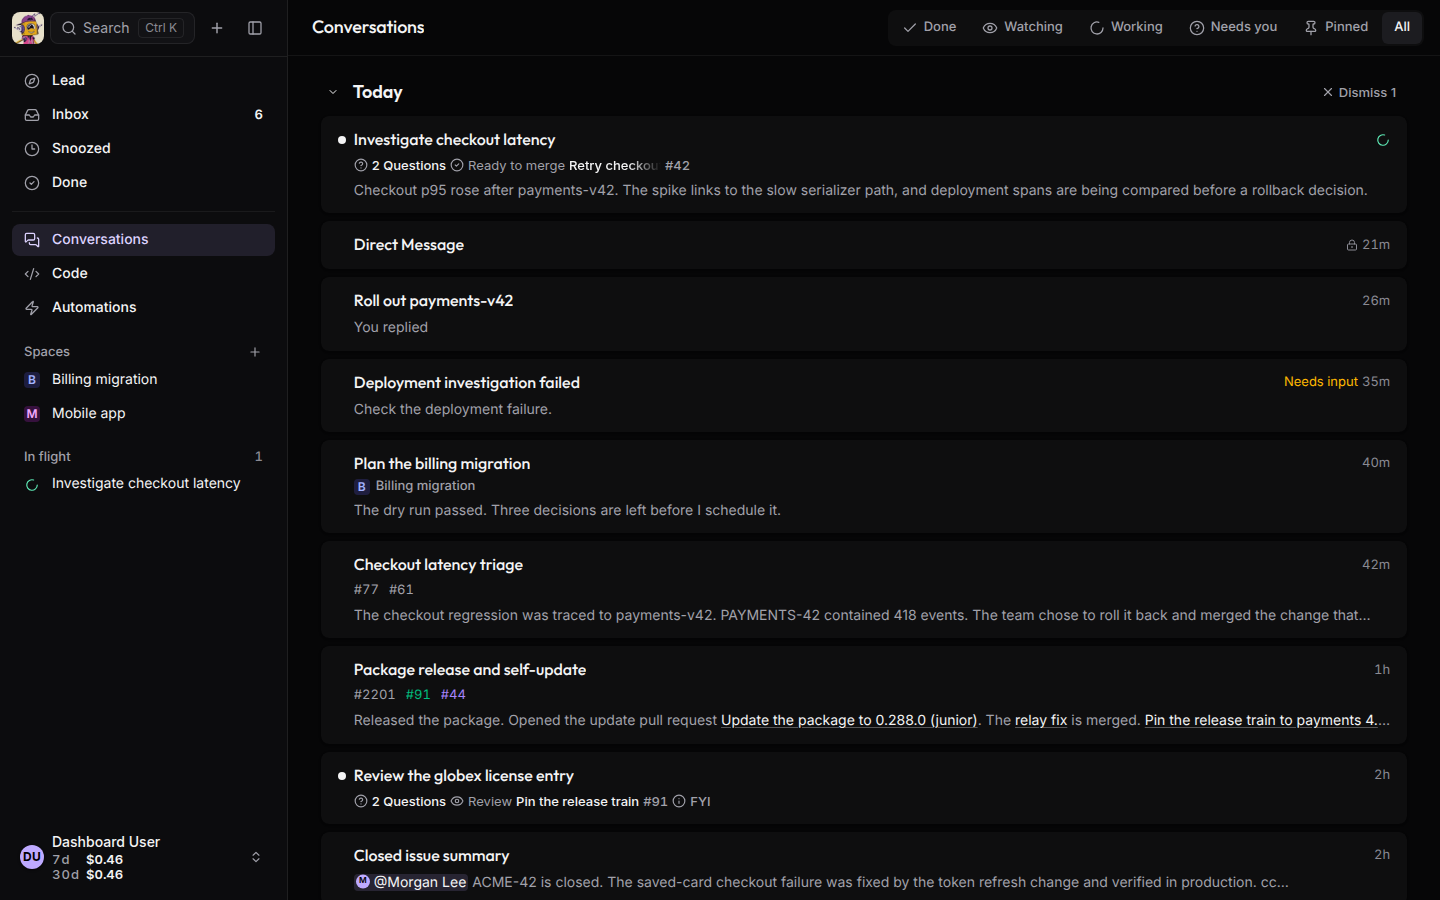 Search Ctrl K
Lead
Inbox 6
Snoozed
Done
Conversations
Code
Automations
Spaces
B Billing migration
M Mobile app
In flight 1
Investigate checkout latency
DU Dashboard User
7d $0.46
30d $0.46
Conversations
Done Watching Working Needs you Pinned All
Today Dismiss 1
Investigate checkout latency
2 Questions Ready to merge Retry checkou #42
Checkout p95 rose after payments-v42. The spike links to the slow serializer path, and deployment spans are being compared before a rollback decision.
Direct Message 21m
Roll out payments-v42 26m
You replied
Deployment investigation failed Needs input 35m
Check the deployment failure.
Plan the billing migration 40m
B Billing migration
The dry run passed. Three decisions are left before I schedule it.
Checkout latency triage 42m
#77 #61
The checkout regression was traced to payments-v42. PAYMENTS-42 contained 418 events. The team chose to roll it back and merged the change that...
Package release and self-update 1h
#2201 #91 #44
Released the package. Opened the update pull request Update the package to 0.288.0 (junior). The relay fix is merged. Pin the release train to payments 4....
Review the globex license entry 2h
2 Questions Review Pin the release train #91 FYI
Closed issue summary 2h
M @Morgan Lee ACME-42 is closed. The saved-card checkout failure was fixed by the token refresh change and verified in production. cc...